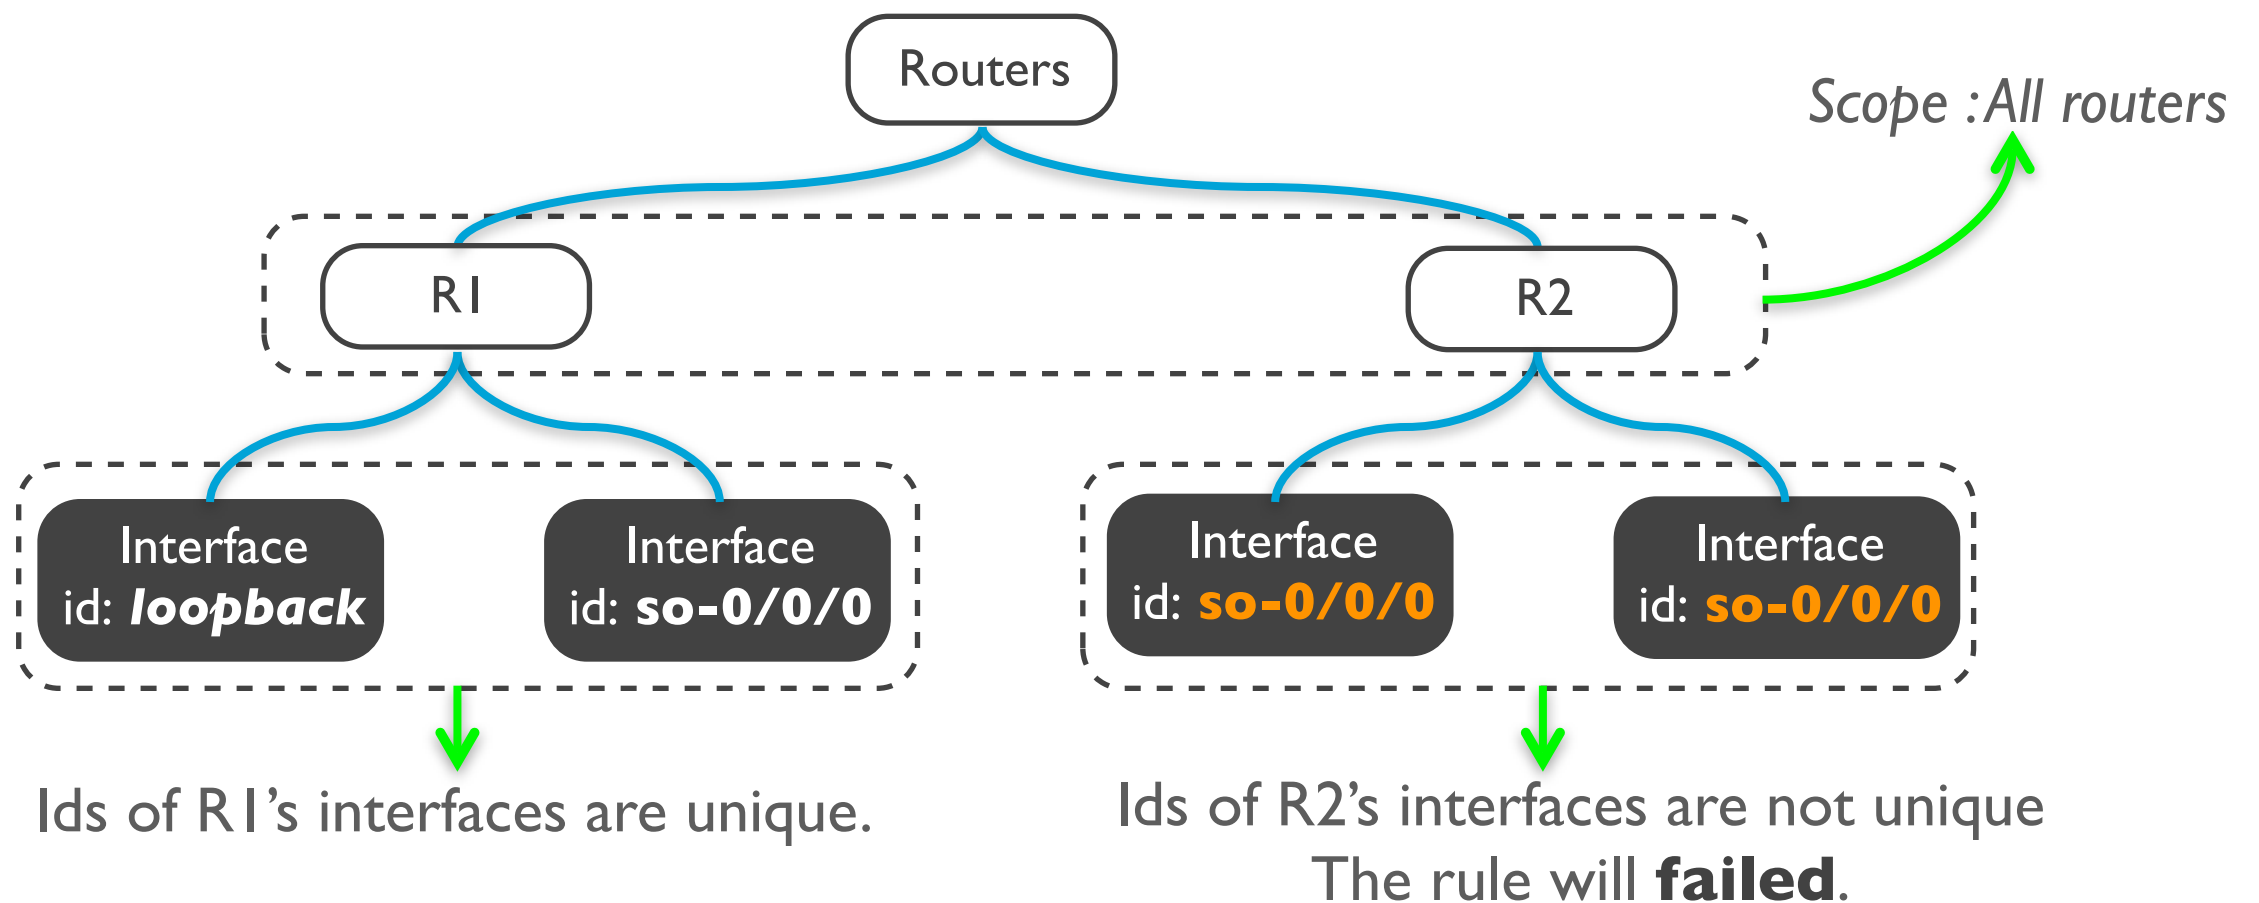 Routers
Scope : All routers
R1
R2
Interface
id: loopback
Interface
id: so-0/0/0
Interface
id: so-0/0/0
Interface
id: so-0/0/0
Ids of R1’s interfaces are unique.
Ids of R2’s interfaces are not unique
The rule will failed.